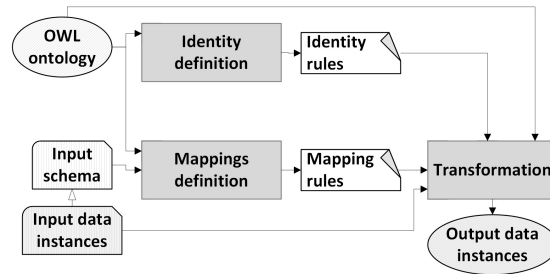 OWL
ontology
Identity
definition
Identity
rules
Input
schema
Mappings
definition
Mapping
rules
Transformation
Input data
instances
Output data
instances